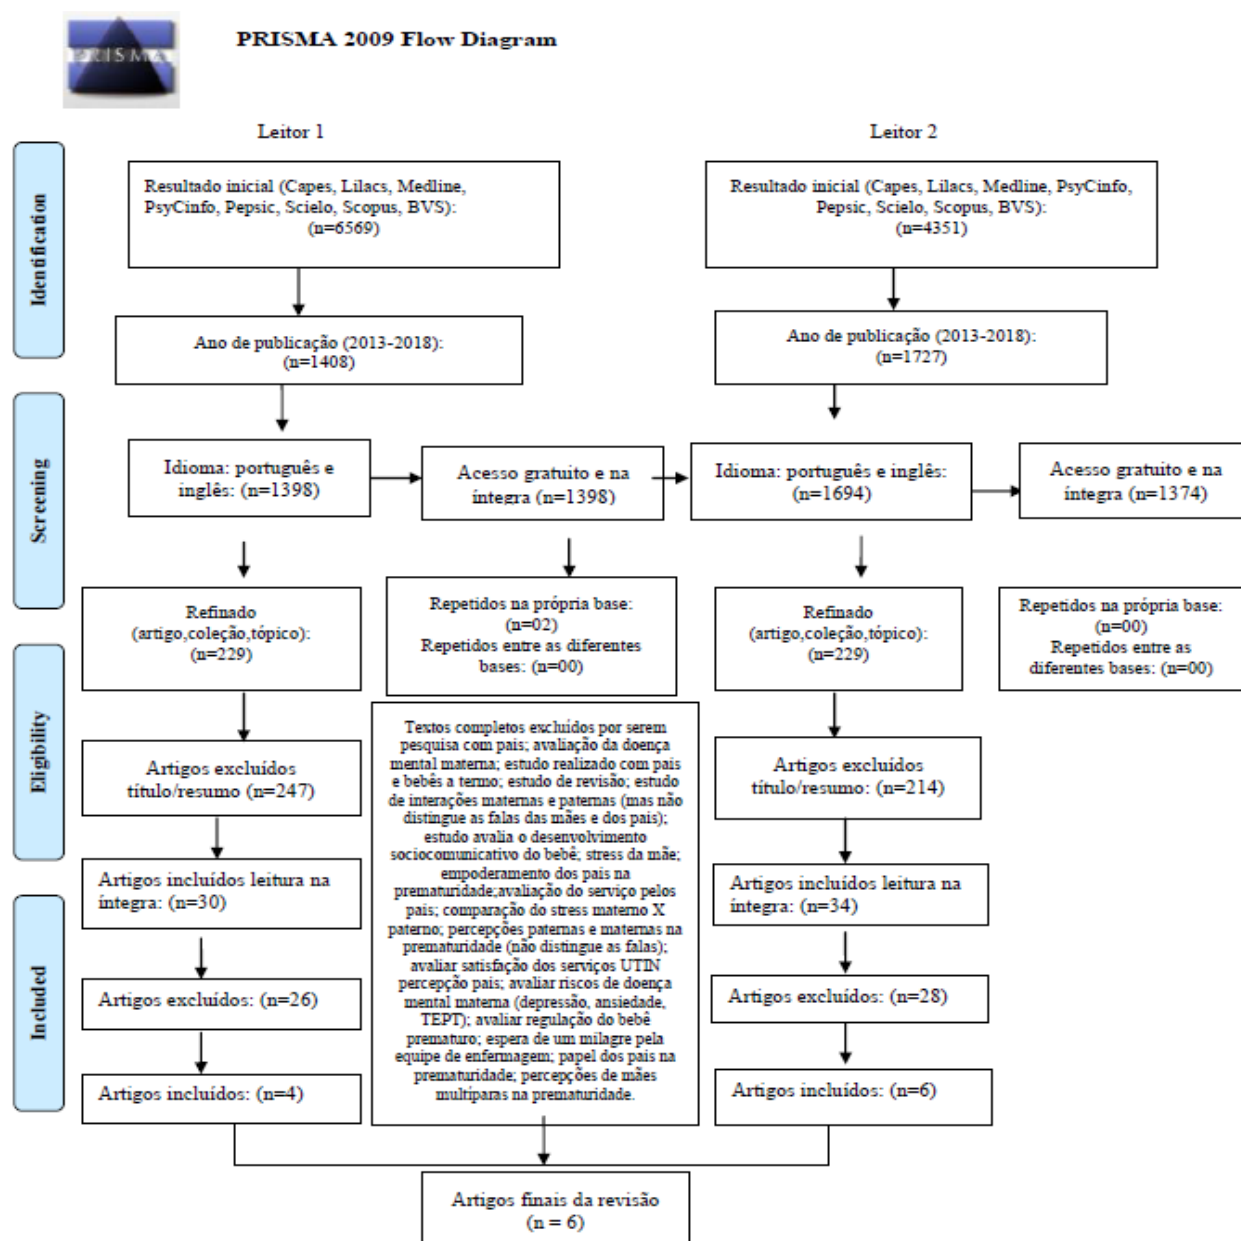 PRISMA
PRISMA 2009 Flow Diagram
Leitor 1
Leitor 2
Identification
Resultado inicial (Capes, Lilacs, Medline,
PsyCinfo, Pepsic, Scielo, Scopus, BVS):
(n=6569)
Resultado inicial (Capes, Lilacs, Medline, PsyCinfo,
Pepsic, Scielo, Scopus, BVS):
(n=4351)
Ano de publicação (2013-2018):
(n=1408)
Ano de publicação (2013-2018):
(n=1727)
Screening
Idioma: português e
inglês: (n=1398)
Acesso gratuito e na
íntegra (n=1398)
Idioma: português e inglês:
(n=1694)
Acesso gratuito e na
íntegra (n=1374)
Refinado
(artigo,coleção,tópico):
(n=229)
Repetidos na própria base:
(n=02)
Repetidos entre as diferentes
bases: (n=00)
Refinado
(artigo,coleção,tópico):
(n=229)
Repetidos na própria base:
(n=00)
Repetidos entre as
diferentes bases: (n=00)
Eligibility
Artigos excluídos
título/resumo (n=247)
Textos completos excluídos por serem
pesquisa com pais; avaliação da doença
mental materna; estudo realizado com pais
e bebês a termo; estudo de revisão; estudo
de interações maternas e paternas (mas não
distingue as falas das mães e dos pais);
estudo avalia o desenvolvimento
sociocomunicativo do bebê; stress da mãe;
empoderamento dos pais na
prematuridade;avaliação do serviço pelos
pais; comparação do stress materno X
paterno; percepções paternas e maternas na
prematuridade (não distingue as falas);
avaliar satisfação dos serviços UTIN
percepção pais; avaliar riscos de doença
mental materna (depressão, ansiedade,
TEPT); avaliar regulação do bebê
prematuro; espera de um milagre pela
equipe de enfermagem; papel dos pais na
prematuridade; percepções de mães
multíparas na prematuridade.
Artigos excluídos
título/resumo: (n=214)
Artigos incluídos leitura na
íntegra: (n=30)
Artigos incluídos leitura na
íntegra: (n=34)
Included
Artigos excluídos: (n=26)
Artigos excluídos: (n=28)
Artigos incluídos: (n=4)
Artigos incluídos: (n=6)
Artigos finais da revisão
(n = 6)